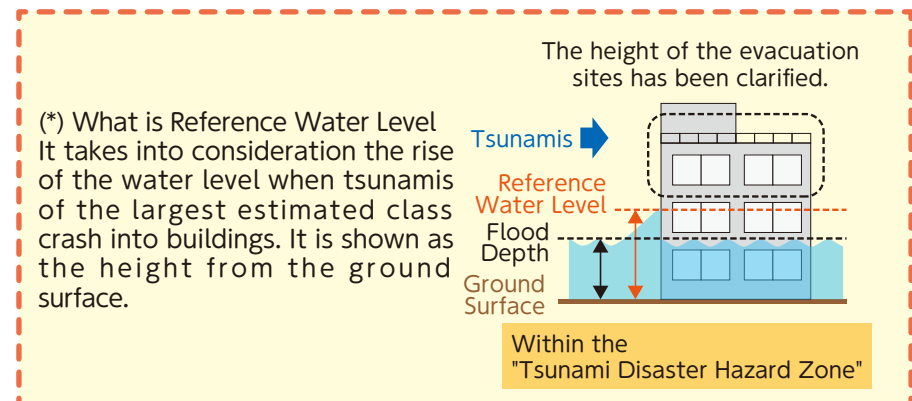 (*) What is Reference Water Level
It takes into consideration the rise
of the water level when tsunamis
of the largest estimated class
crash into buildings. It is shown as
the height from the ground
surface.
The height of the evacuation
sites has been clarified.
Tsunamis
Reference
Water Level
Flood
Depth
Ground
Surface
Within the
"Tsunami Disaster Hazard Zone"